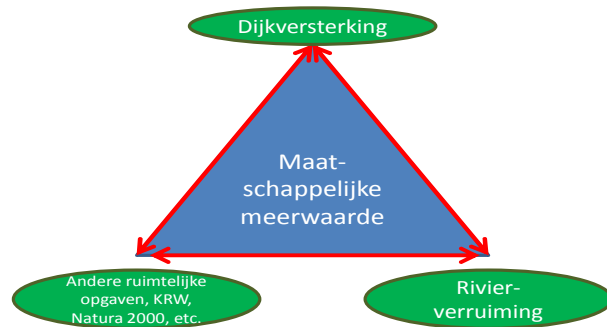 Dijkversterking
Maat-
schappelijke
meerwaarde
Andere ruimtelijke
opgaven, KRW,
Natura 2000, etc.
Rivier-
verruiming